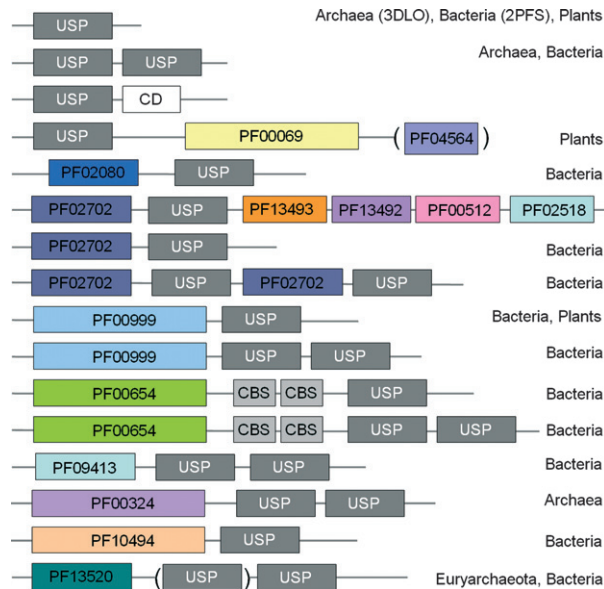 USP Archaea (3DLO), Bacteria (2PFS), Plants
USP USP Archaea, Bacteria
USP CD
USP PF00069 (PF04564) Plants
PF02080 USP Bacteria
PF02702 USP PF13493 PF13492 PF00512 PF02518
PF02702 USP Bacteria
PF02702 USP PF02702 USP Bacteria
PF00999 USP Bacteria, Plants
PF00999 USP USP Bacteria
PF00654 CBS CBS USP Bacteria
PF00654 CBS CBS USP USP Bacteria
PF09413 USP USP Bacteria
PF00324 USP USP Archaea
PF10494 USP Bacteria
PF13520 (USP) USP Euryarchaeota, Bacteria